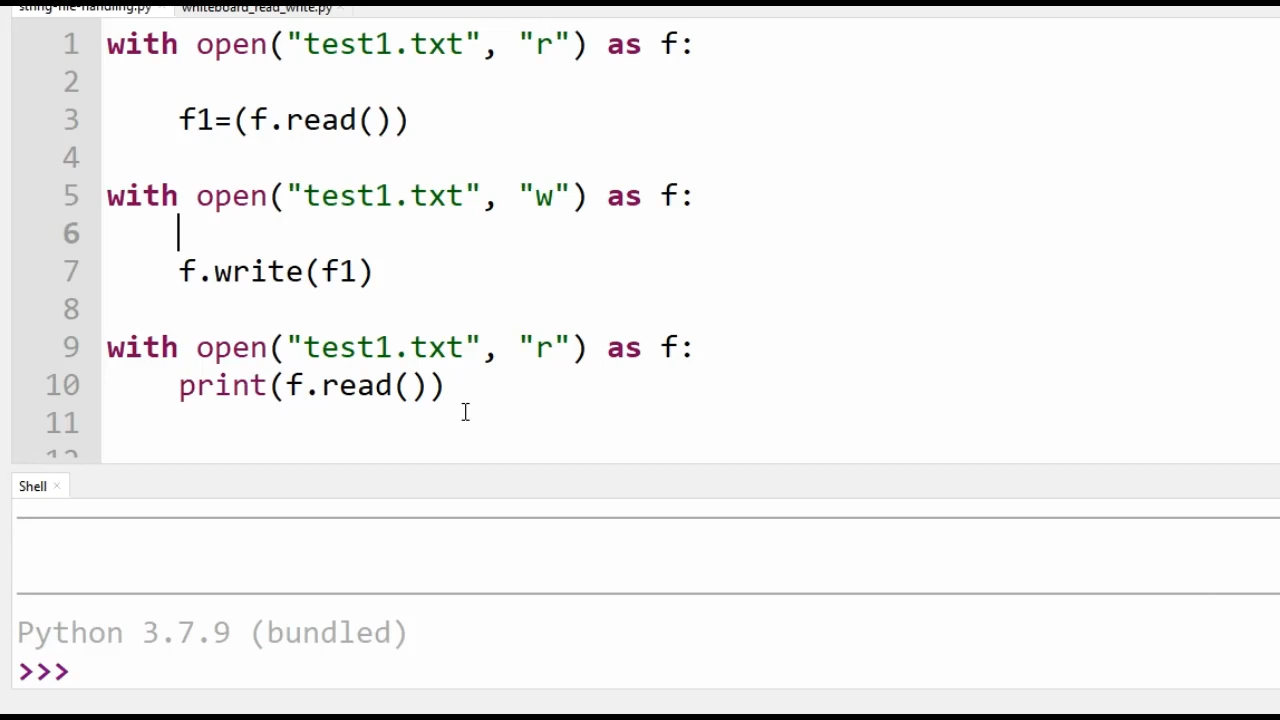 string-file-handling.py × whiteboard_read_write.py ×
1 with open("test1.txt", "r") as f:
2
3 f1=(f.read())
4
5 with open("test1.txt", "w") as f:
6
7 f.write(f1)
8
9 with open("test1.txt", "r") as f:
10 print(f.read())
11
12
Shell ×
Python 3.7.9 (bundled)
>>>